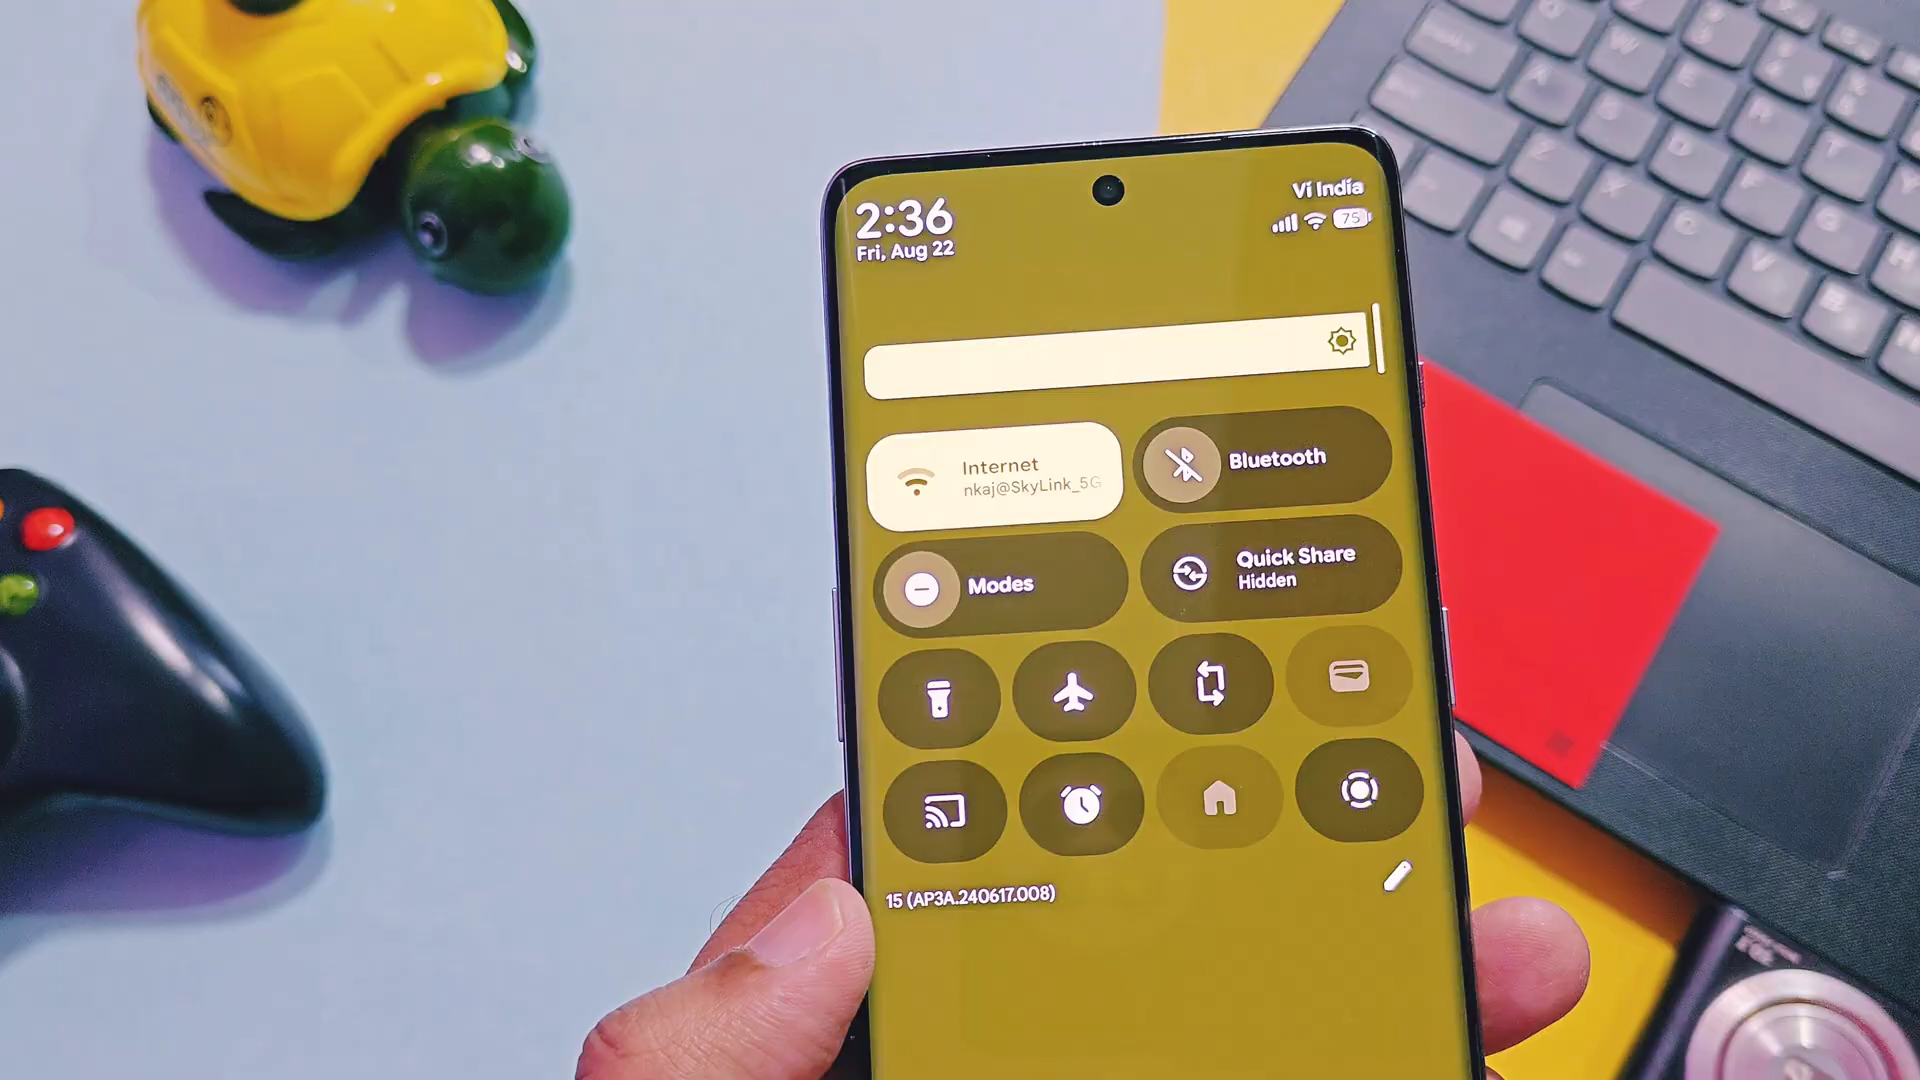 2:36
Fri, Aug 22
Vi India
75
Internet
nkaj@SkyLink_5G
Bluetooth
Modes
Quick Share
Hidden
15 (AP3A.240617.008)